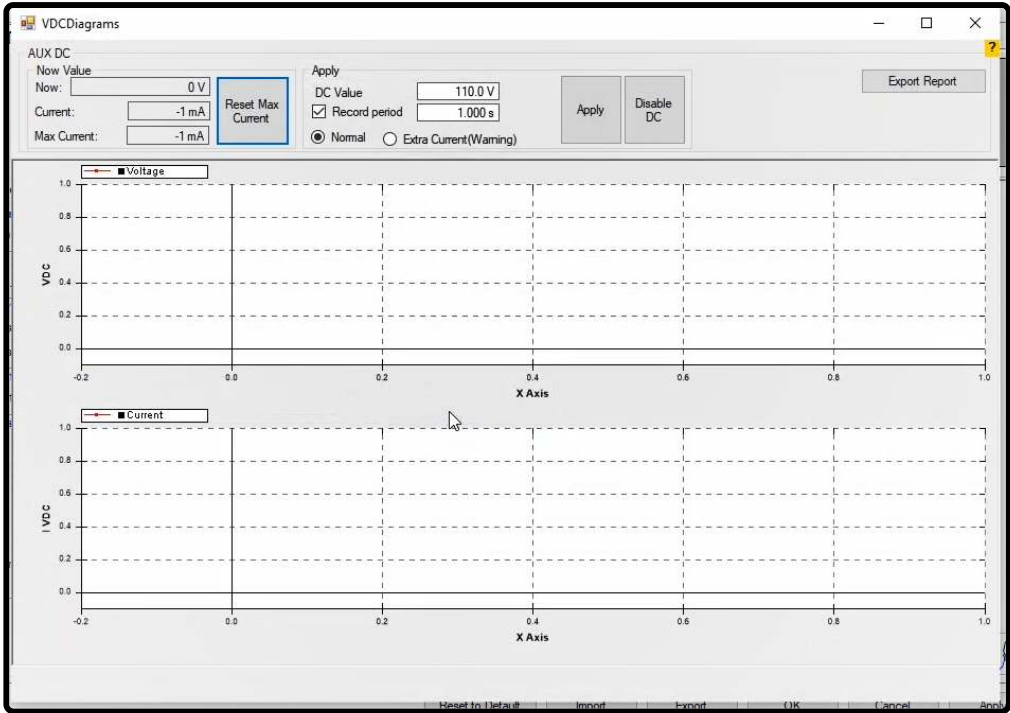 VDCDiagrams
?
AUX DC
Now Value
Now: 0 V
Current: -1 mA
Max Current: -1 mA
Reset Max
Current
Apply
DC Value 110.0 V
Record period 1.000 s
Normal Extra Current(Warning)
Apply
Disable
DC
Export Report
Voltage
1.0
0.8
0.6
0.4
0.2
0.0
VDC
-0.2 0.0 0.2 0.4 0.6 0.8 1.0
X Axis
Current
1.0
0.8
0.6
0.4
0.2
0.0
I VDC
-0.2 0.0 0.2 0.4 0.6 0.8 1.0
X Axis
Reset to Default Import Export OK Cancel